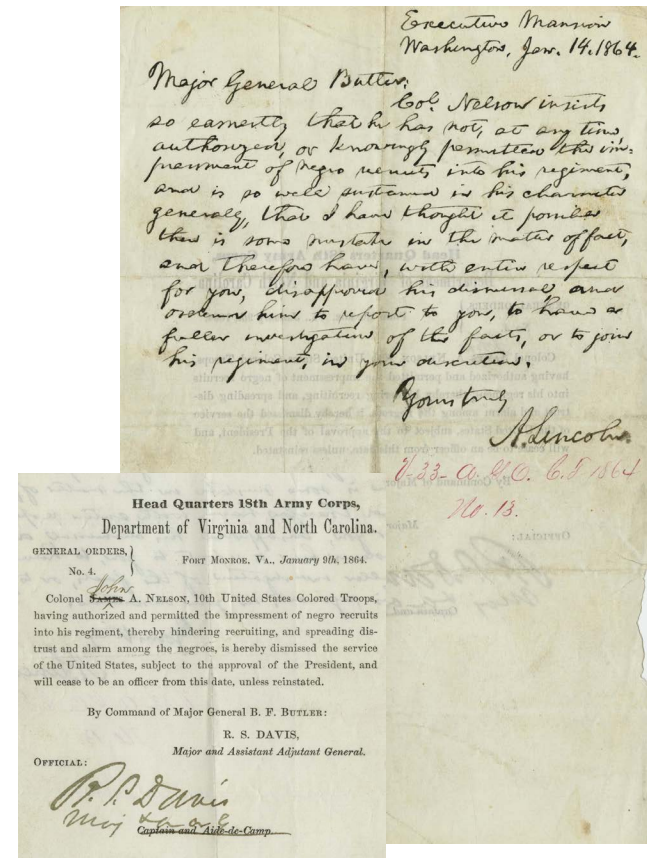 Executive Mansion
Washington, Jan. 14. 1864.
Major General Butler:
Col. Nelson insists
so earnestly that he has not, at any time
authorized, or knowingly permitted the im-
pressment of negro recruits into his regiment,
and is so well sustained in his character
generally, that I have thought it possible
there is some mistake in the matter of fact,
and therefore have, with entire respect
for you, disapproved his dismissal and
ordered him to report to you, to have a
fuller investigation of the facts, or to join
his regiment, in your discretion.
Yours truly
A. Lincoln
V. 33- A. G. O. C. T 1864
No. 13.
Head Quarters 18th Army Corps,
Department of Virginia and North Carolina.
GENERAL ORDERS,
No. 4.
FORT MONROE, VA., January 9th, 1864.
John
Colonel JAMES A. NELSON, 10th United States Colored Troops,
having authorized and permitted the impressment of negro recruits
into his regiment, thereby hindering recruiting, and spreading dis-
trust and alarm among the negroes, is hereby dismissed the service
of the United States, subject to the approval of the President, and
will cease to be an officer from this date, unless reinstated.
By Command of Major General B. F. BUTLER:
R. S. DAVIS,
Major and Assistant Adjutant General.
OFFICIAL:
R. S. Davis
Maj & a a G
Captain and Aide-de-Camp.